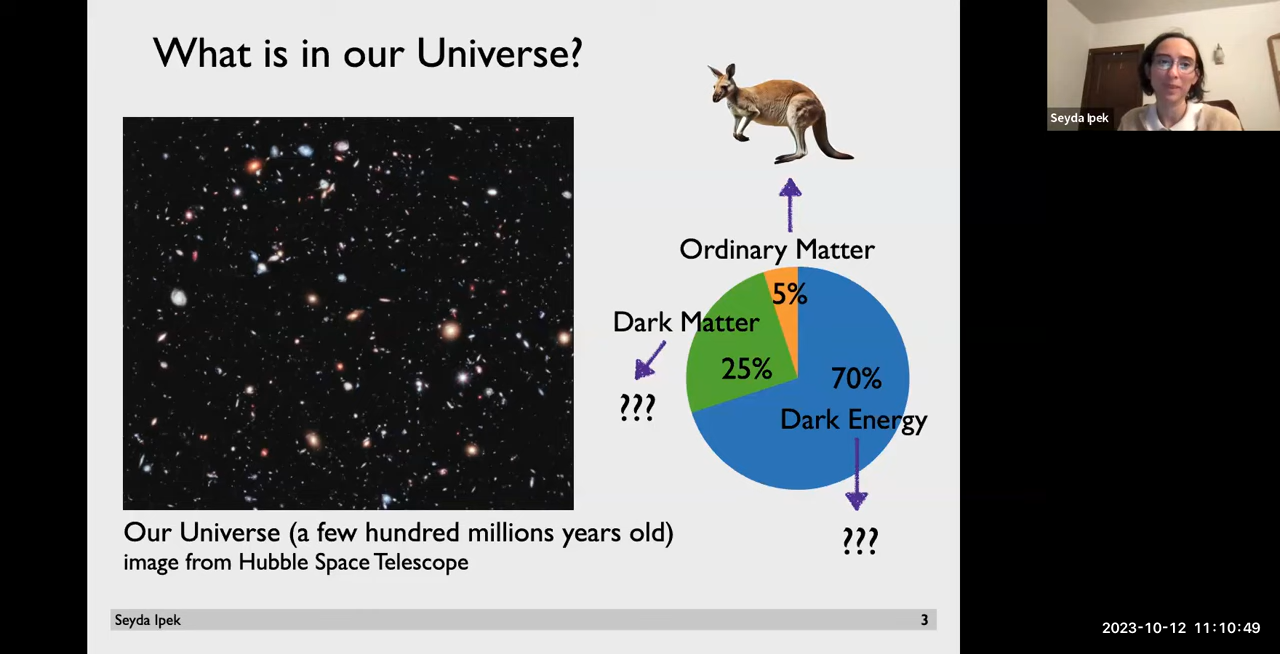 What is in our Universe?
Seyda Ipek
Ordinary Matter
5%
Dark Matter
25%
70%
Dark Energy
???
???
Our Universe (a few hundred millions years old)
image from Hubble Space Telescope
Seyda Ipek
3
2023-10-12 11:10:49